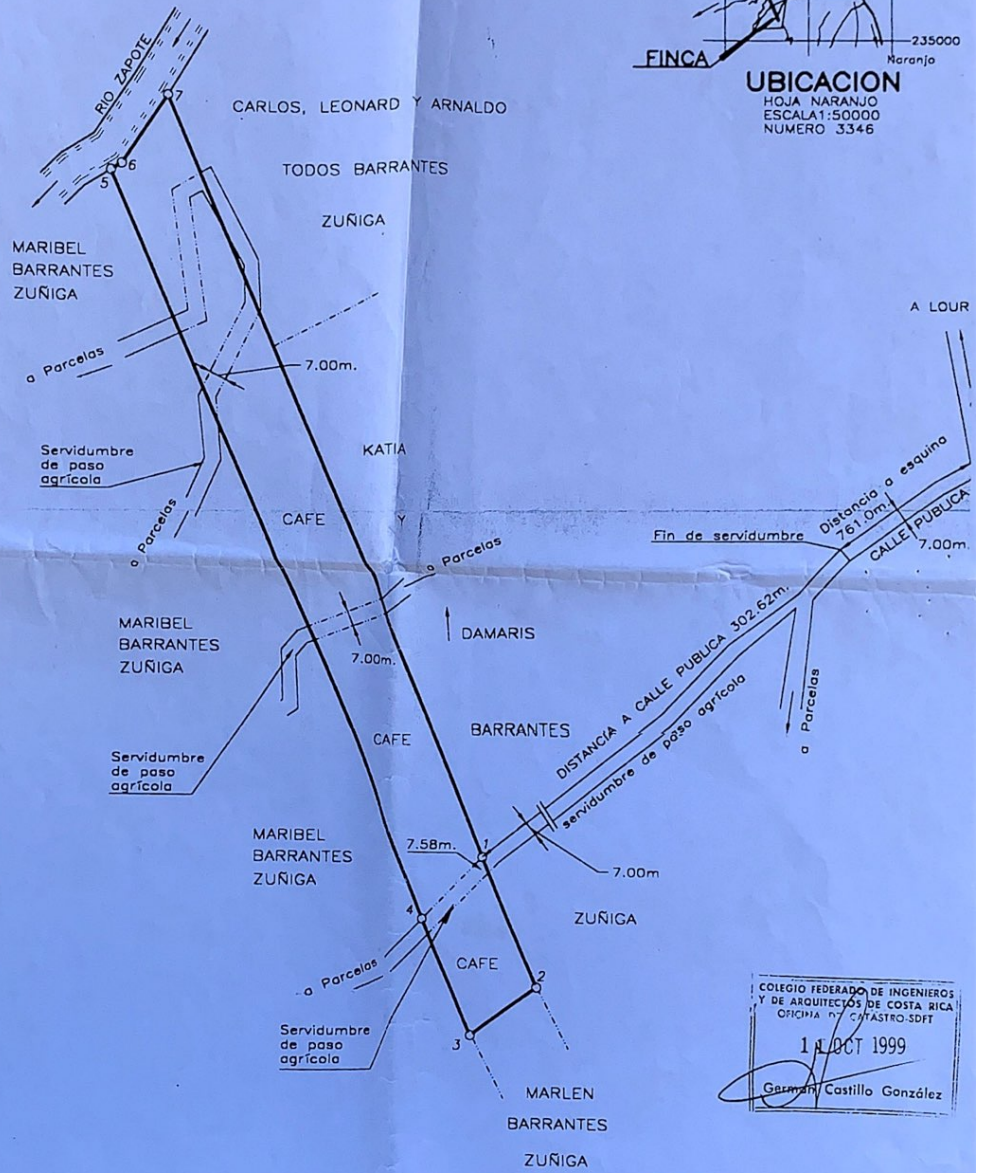 RIO ZAPOTE
FINCA
235000
Naranjo
UBICACION
HOJA NARANJO
ESCALA1:50000
NUMERO 3346
7
6
5
CARLOS, LEONARD Y ARNALDO
TODOS BARRANTES
ZUÑIGA
MARIBEL
BARRANTES
ZUÑIGA
A LOUR
a Parcelas
7.00m.
KATIA
Servidumbre
de paso
agrícola
a Parcelas
CAFE
Y
Distancia a esquina
761.0m.
CALLE PUBLICA
7.00m.
Fin de servidumbre
a Parcelas
MARIBEL
BARRANTES
ZUÑIGA
7.00m.
DAMARIS
DISTANCIA A CALLE PUBLICA 302.62m.
servidumbre de paso agrícola
a Parcelas
BARRANTES
CAFE
Servidumbre
de paso
agrícola
MARIBEL
BARRANTES
ZUÑIGA
7.58m.
1
7.00m
ZUÑIGA
4
CAFE
a Parcelas
2
3
Servidumbre
de paso
agrícola
MARLEN
BARRANTES
ZUÑIGA
COLEGIO FEDERADO DE INGENIEROS
Y DE ARQUITECTOS DE COSTA RICA
OFICINA DE CATASTRO-SDFT
11 OCT 1999
Germán Castillo González